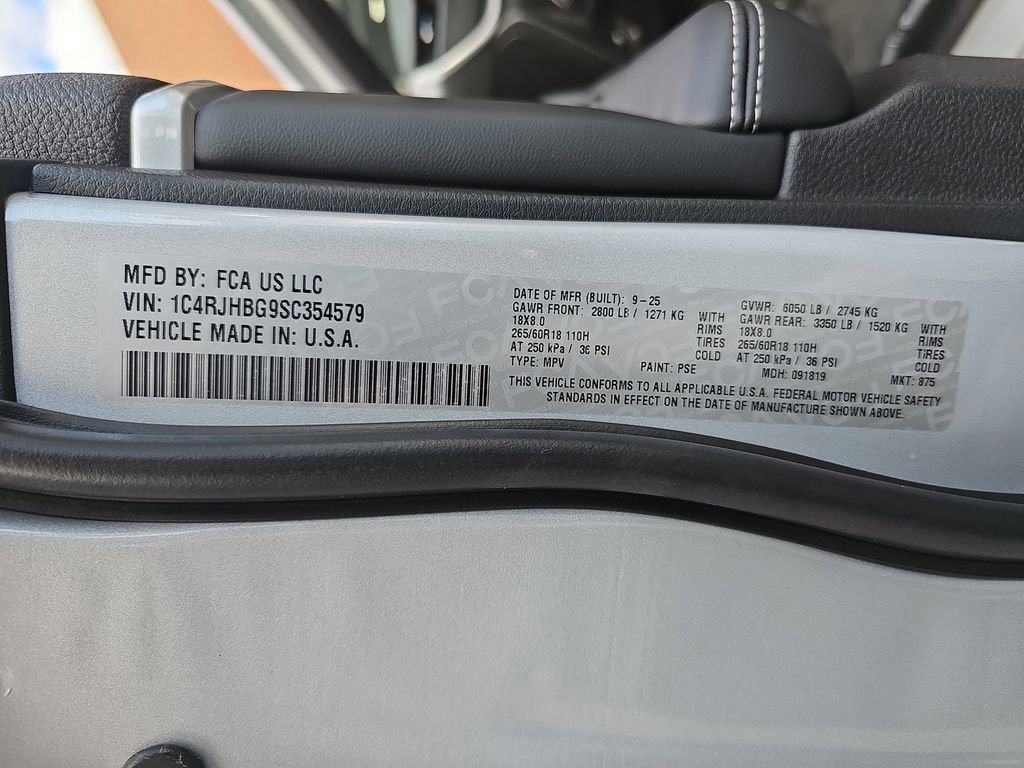 MFD BY: FCA US LLC
VIN: 1C4RJHBG9SC354579
VEHICLE MADE IN: U.S.A.
DATE OF MFR (BUILT): 9-25
GAWR FRONT: 2800 LB / 1271 KG WITH
18X8.0 RIMS
265/60R18 110H TIRES
AT 250 kPa / 36 PSI COLD
TYPE: MPV PAINT: PSE
GVWR: 6050 LB / 2745 KG
GAWR REAR: 3350 LB / 1520 KG WITH
18X8.0 RIMS
265/60R18 110H TIRES
AT 250 kPa / 36 PSI COLD
MDH: 091819 MKT: 875
THIS VEHICLE CONFORMS TO ALL APPLICABLE U.S.A. FEDERAL MOTOR VEHICLE SAFETY
STANDARDS IN EFFECT ON THE DATE OF MANUFACTURE SHOWN ABOVE.